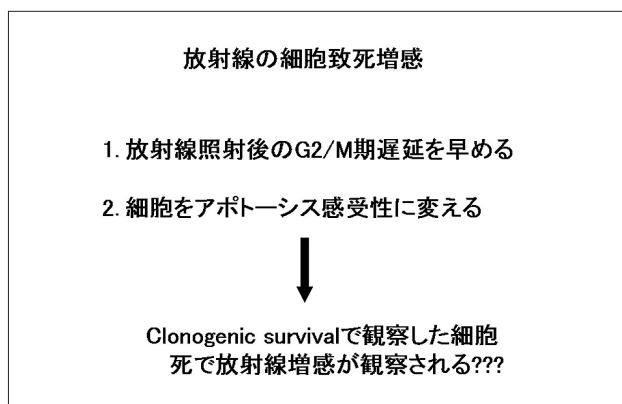 放射線の細胞致死増感
1. 放射線照射後のG2/M期遅延を早める
2. 細胞をアポトーシス感受性に変える
Clonogenic survivalで観察した細胞
死で放射線増感が観察される???